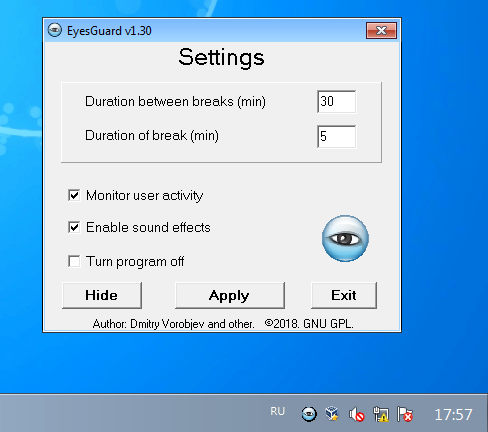 EyesGuard v1.30
Settings
Duration between breaks (min) 30
Duration of break (min) 5
Monitor user activity
Enable sound effects
Turn program off
Hide Apply Exit
Author: Dmitry Vorobjev and other. ©2018. GNU GPL.
RU 17:57